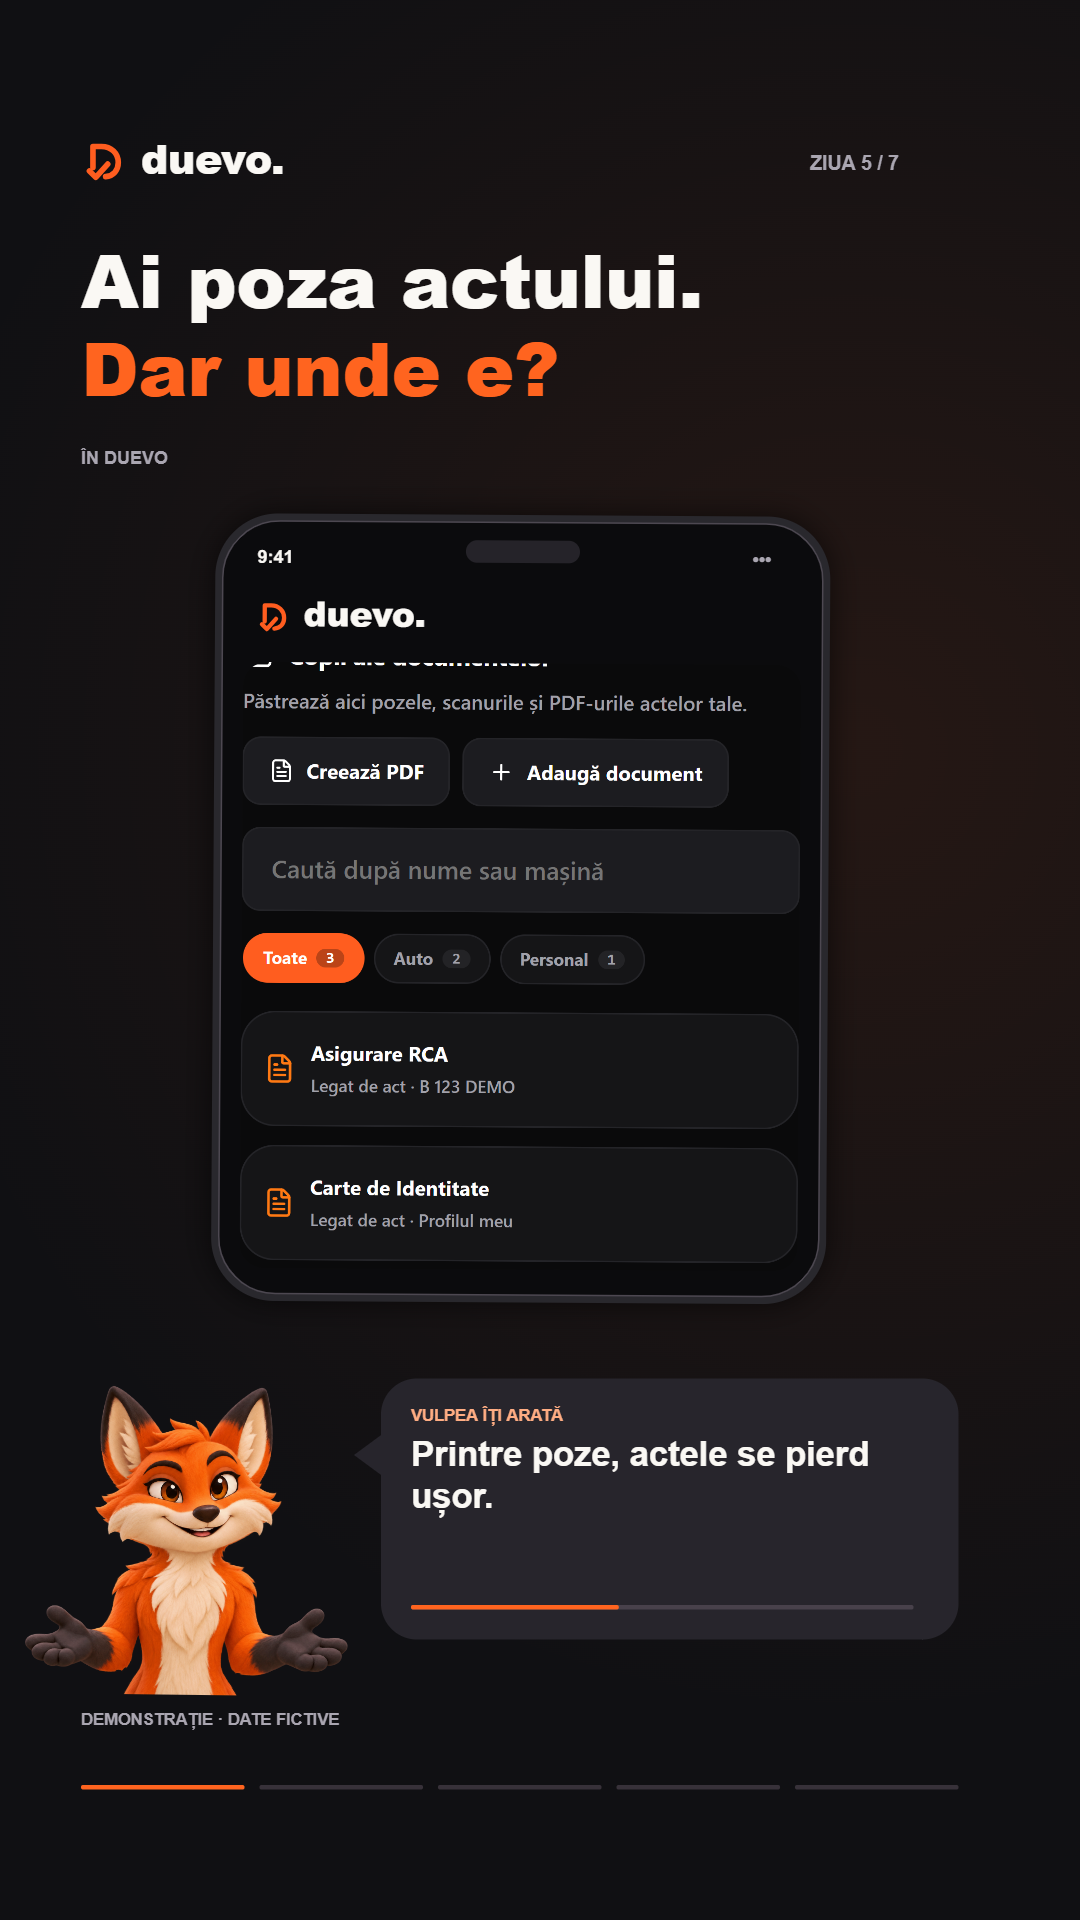 duevo.
ZIUA 5 / 7
Ai poza actului.
Dar unde e?
ÎN DUEVO
9:41
duevo.
Copii ale documentelor
Păstrează aici pozele, scanurile și PDF-urile actelor tale.
Creează PDF
Adaugă document
Caută după nume sau mașină
Toate 3
Auto 2
Personal 1
Asigurare RCA
Legat de act · B 123 DEMO
Carte de Identitate
Legat de act · Profilul meu
VULPEA ÎȚI ARATĂ
Printre poze, actele se pierd
ușor.
DEMONSTRAȚIE · DATE FICTIVE